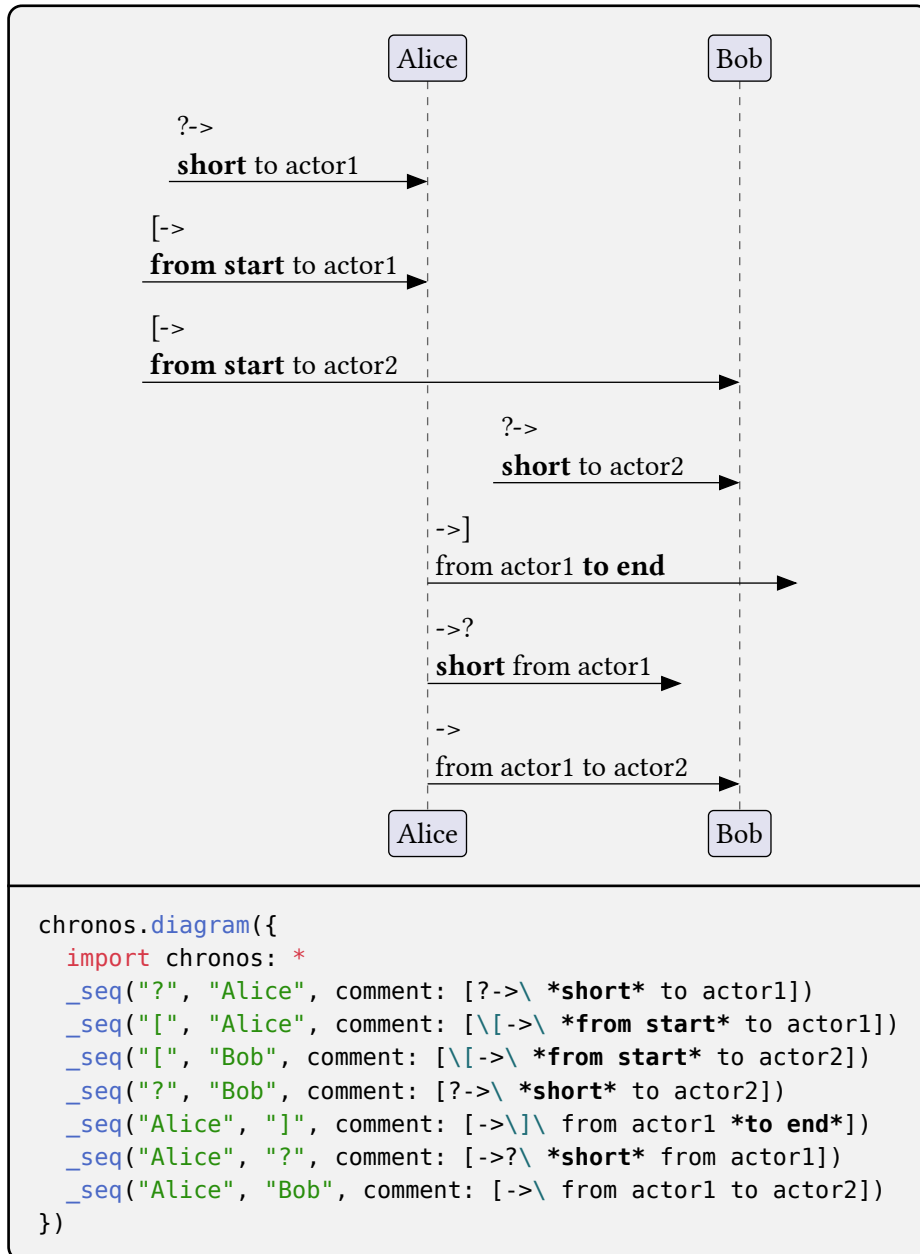 Alice Bob
?->
short to actor1
[->
from start to actor1
[->
from start to actor2
?->
short to actor2
->]
from actor1 to end
->?
short from actor1
->
from actor1 to actor2
Alice Bob
chronos.diagram({
  import chronos: *
  _seq("?", "Alice", comment: [?->\ *short* to actor1])
  _seq("[", "Alice", comment: [\[->\ *from start* to actor1])
  _seq("[", "Bob", comment: [\[->\ *from start* to actor2])
  _seq("?", "Bob", comment: [?->\ *short* to actor2])
  _seq("Alice", "]", comment: [->\]\ from actor1 *to end*])
  _seq("Alice", "?", comment: [->?\ *short* from actor1])
  _seq("Alice", "Bob", comment: [->\ from actor1 to actor2])
})